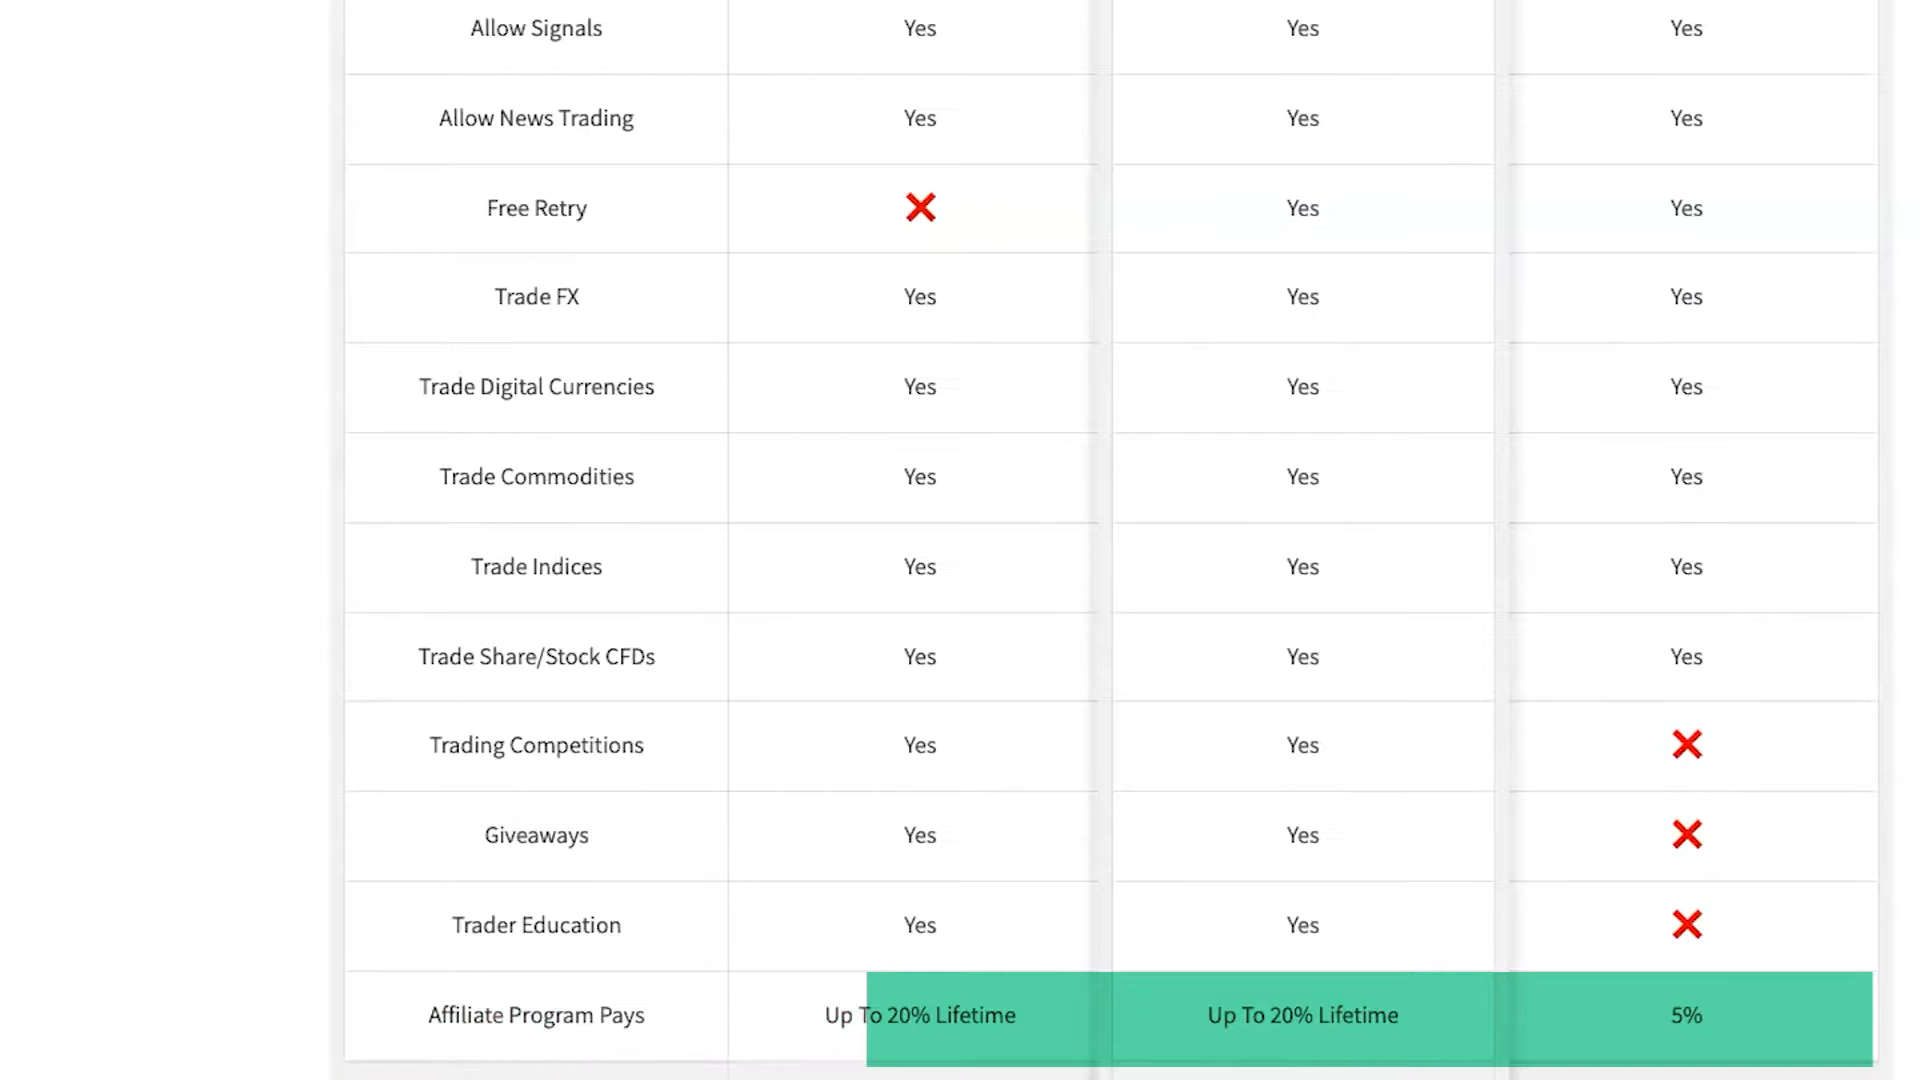 Allow Signals Yes Yes Yes
Allow News Trading Yes Yes Yes
Free Retry ❌ Yes Yes
Trade FX Yes Yes Yes
Trade Digital Currencies Yes Yes Yes
Trade Commodities Yes Yes Yes
Trade Indices Yes Yes Yes
Trade Share/Stock CFDs Yes Yes Yes
Trading Competitions Yes Yes ❌
Giveaways Yes Yes ❌
Trader Education Yes Yes ❌
Affiliate Program Pays Up To 20% Lifetime Up To 20% Lifetime 5%